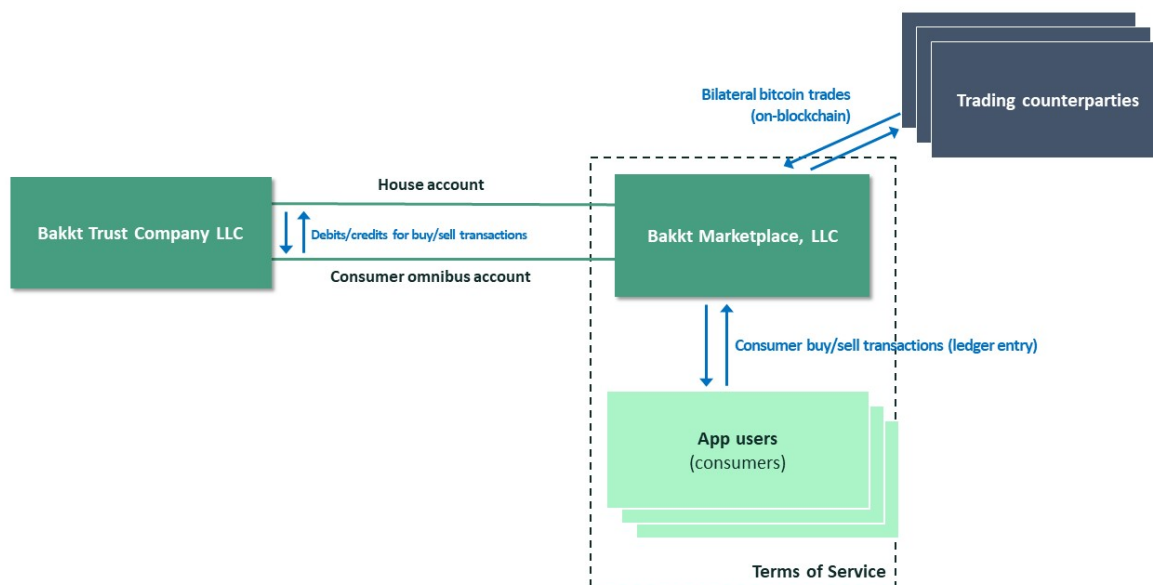 Bilateral bitcoin trades
(on-blockchain)
Trading counterparties
House account
Bakkt Trust Company LLC
Debits/credits for buy/sell transactions
Bakkt Marketplace, LLC
Consumer omnibus account
Consumer buy/sell transactions (ledger entry)
App users
(consumers)
Terms of Service